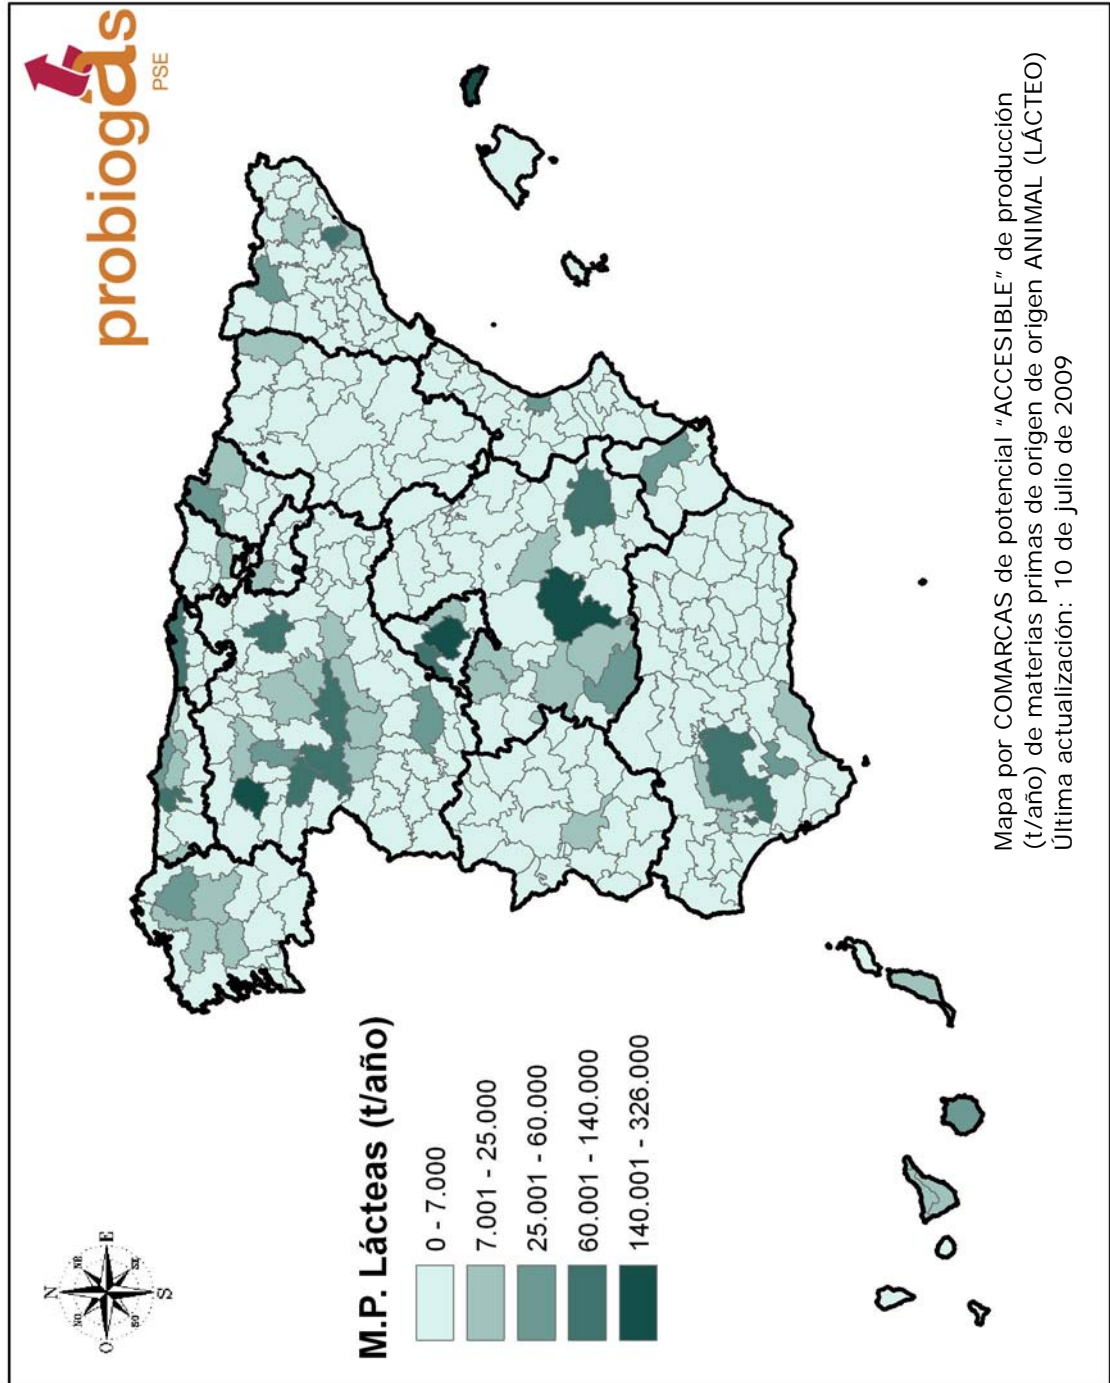 probiogás
PSE
N
NO
NE
O
E
SO
SE
S
M.P. Lácteas (t/año)
0 - 7.000
7.001 - 25.000
25.001 - 60.000
60.001 - 140.000
140.001 - 326.000
Mapa por COMARCAS de potencial “ACCESIBLE” de producción
(t/año) de materias primas de origen de origen ANIMAL (LÁCTEO)
Última actualización: 10 de julio de 2009